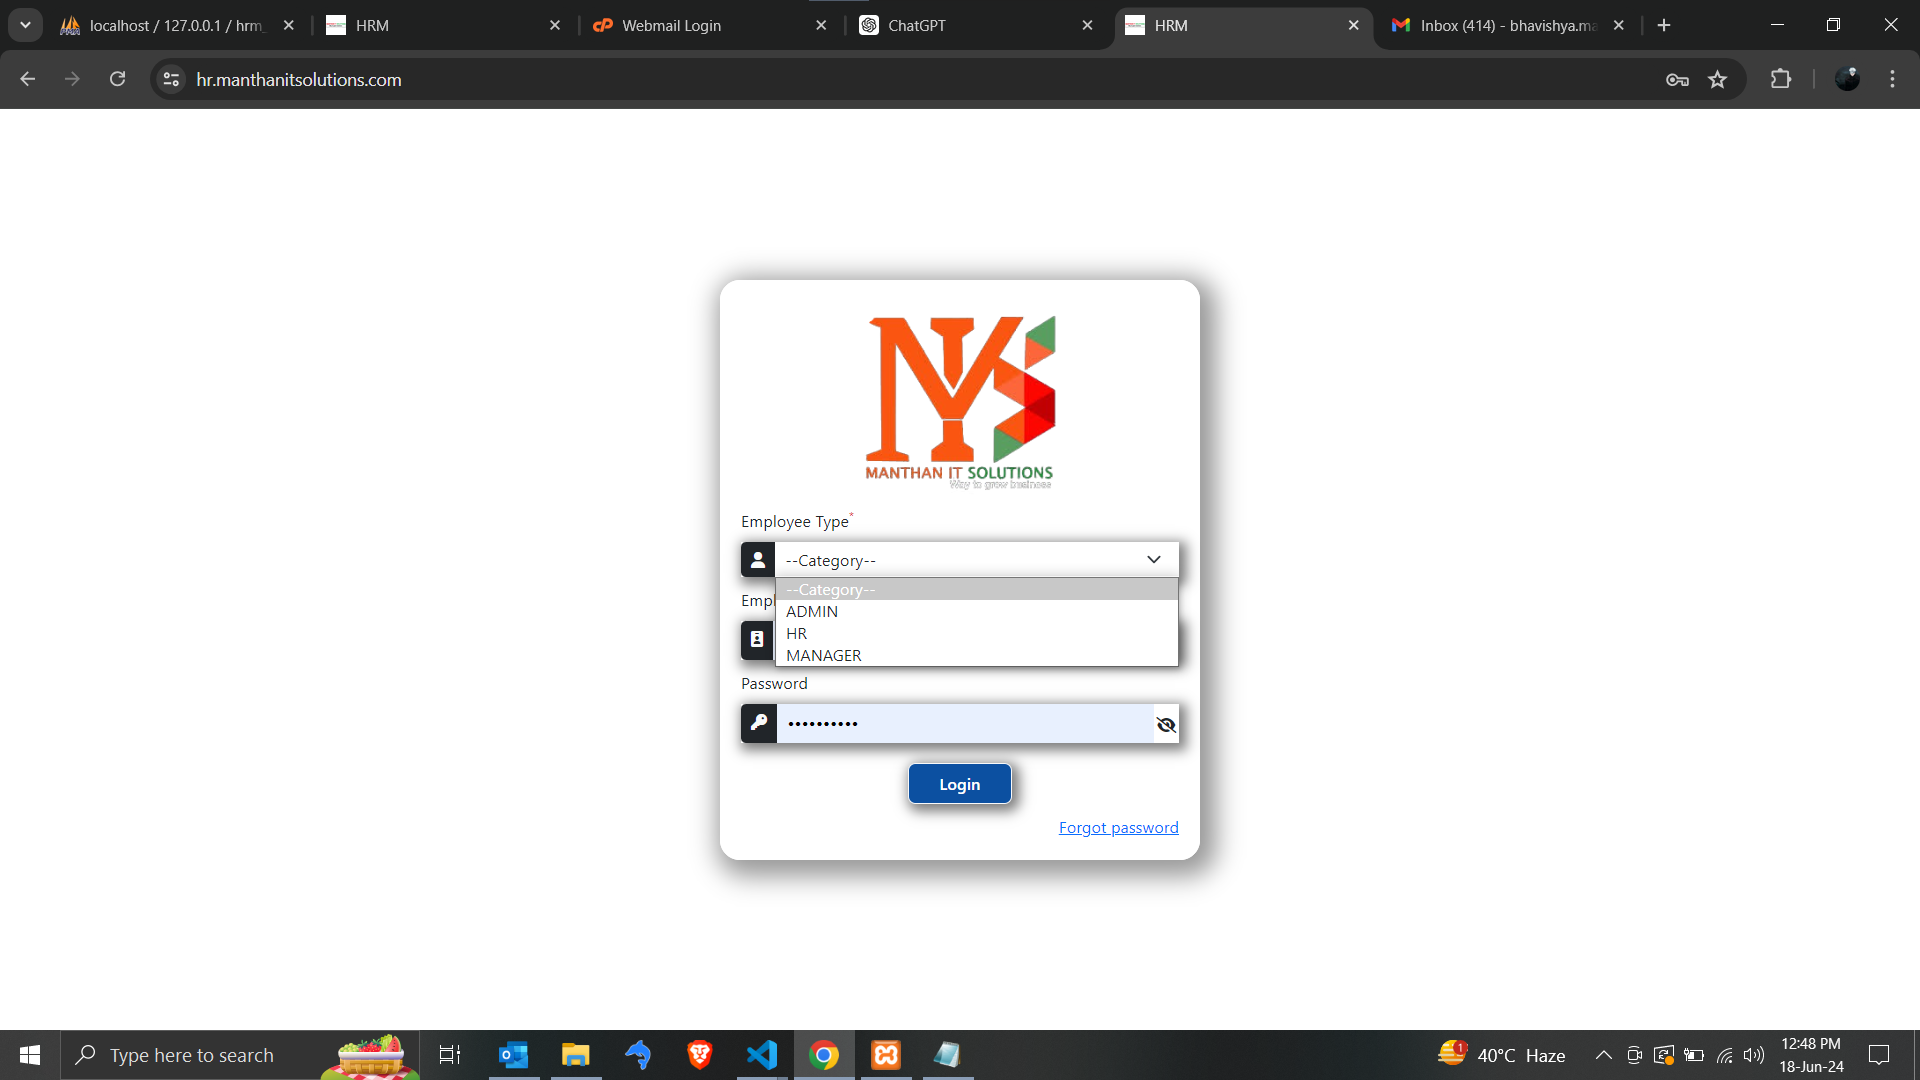 localhost / 127.0.0.1 / hrm_
HRM
Webmail Login
ChatGPT
HRM
Inbox (414) - bhavishya.ma
hr.manthanitsolutions.com
MANTHAN IT SOLUTIONS
Way to grow business
Employee Type*
--Category--
--Category--
Empl
ADMIN
HR
MANAGER
Password
••••••••••
Login
Forgot password
Type here to search
1
40°C Haze
12:48 PM
18-Jun-24